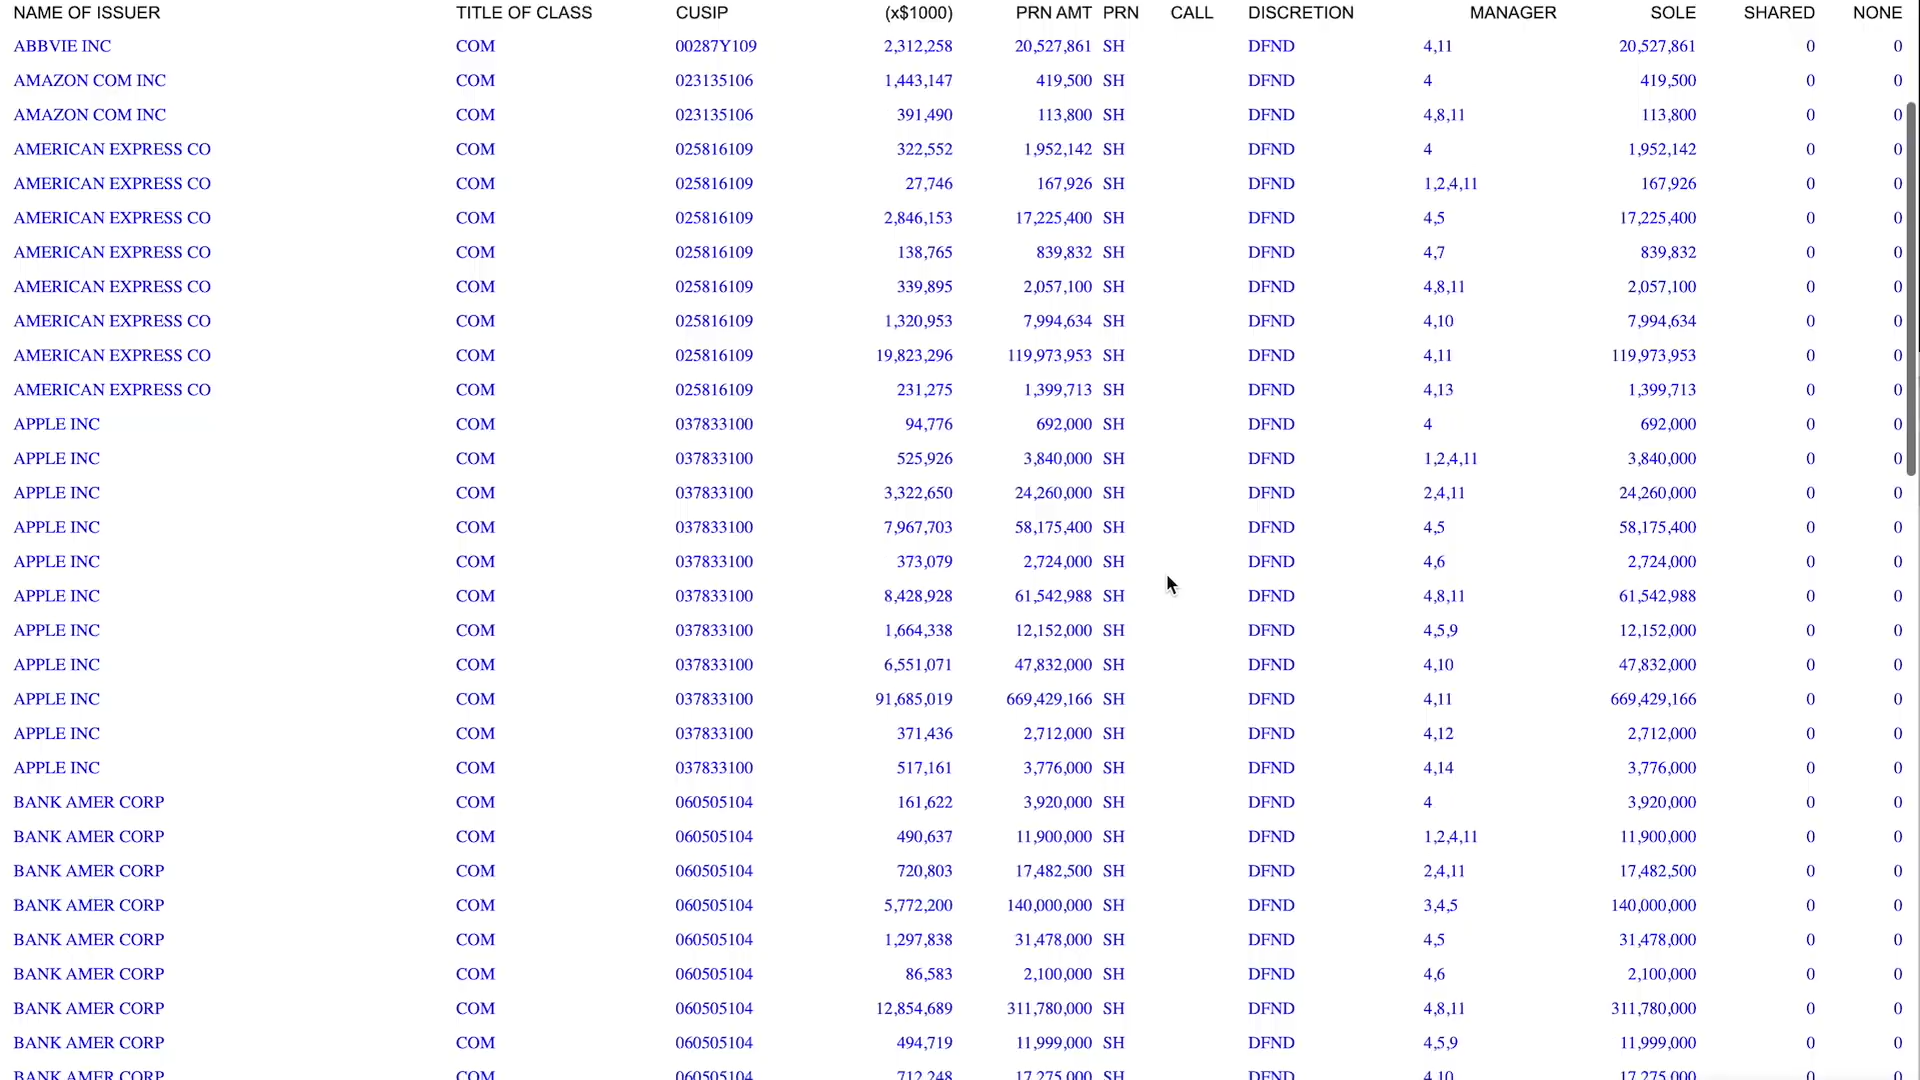 NAME OF ISSUER TITLE OF CLASS CUSIP (x$1000) PRN AMT PRN CALL DISCRETION MANAGER SOLE SHARED NONE
ABBVIE INC COM 00287Y109 2,312,258 20,527,861 SH DFND 4,11 20,527,861 0 0
AMAZON COM INC COM 023135106 1,443,147 419,500 SH DFND 4 419,500 0 0
AMAZON COM INC COM 023135106 391,490 113,800 SH DFND 4,8,11 113,800 0 0
AMERICAN EXPRESS CO COM 025816109 322,552 1,952,142 SH DFND 4 1,952,142 0 0
AMERICAN EXPRESS CO COM 025816109 27,746 167,926 SH DFND 1,2,4,11 167,926 0 0
AMERICAN EXPRESS CO COM 025816109 2,846,153 17,225,400 SH DFND 4,5 17,225,400 0 0
AMERICAN EXPRESS CO COM 025816109 138,765 839,832 SH DFND 4,7 839,832 0 0
AMERICAN EXPRESS CO COM 025816109 339,895 2,057,100 SH DFND 4,8,11 2,057,100 0 0
AMERICAN EXPRESS CO COM 025816109 1,320,953 7,994,634 SH DFND 4,10 7,994,634 0 0
AMERICAN EXPRESS CO COM 025816109 19,823,296 119,973,953 SH DFND 4,11 119,973,953 0 0
AMERICAN EXPRESS CO COM 025816109 231,275 1,399,713 SH DFND 4,13 1,399,713 0 0
APPLE INC COM 037833100 94,776 692,000 SH DFND 4 692,000 0 0
APPLE INC COM 037833100 525,926 3,840,000 SH DFND 1,2,4,11 3,840,000 0 0
APPLE INC COM 037833100 3,322,650 24,260,000 SH DFND 2,4,11 24,260,000 0 0
APPLE INC COM 037833100 7,967,703 58,175,400 SH DFND 4,5 58,175,400 0 0
APPLE INC COM 037833100 373,079 2,724,000 SH DFND 4,6 2,724,000 0 0
APPLE INC COM 037833100 8,428,928 61,542,988 SH DFND 4,8,11 61,542,988 0 0
APPLE INC COM 037833100 1,664,338 12,152,000 SH DFND 4,5,9 12,152,000 0 0
APPLE INC COM 037833100 6,551,071 47,832,000 SH DFND 4,10 47,832,000 0 0
APPLE INC COM 037833100 91,685,019 669,429,166 SH DFND 4,11 669,429,166 0 0
APPLE INC COM 037833100 371,436 2,712,000 SH DFND 4,12 2,712,000 0 0
APPLE INC COM 037833100 517,161 3,776,000 SH DFND 4,14 3,776,000 0 0
BANK AMER CORP COM 060505104 161,622 3,920,000 SH DFND 4 3,920,000 0 0
BANK AMER CORP COM 060505104 490,637 11,900,000 SH DFND 1,2,4,11 11,900,000 0 0
BANK AMER CORP COM 060505104 720,803 17,482,500 SH DFND 2,4,11 17,482,500 0 0
BANK AMER CORP COM 060505104 5,772,200 140,000,000 SH DFND 3,4,5 140,000,000 0 0
BANK AMER CORP COM 060505104 1,297,838 31,478,000 SH DFND 4,5 31,478,000 0 0
BANK AMER CORP COM 060505104 86,583 2,100,000 SH DFND 4,6 2,100,000 0 0
BANK AMER CORP COM 060505104 12,854,689 311,780,000 SH DFND 4,8,11 311,780,000 0 0
BANK AMER CORP COM 060505104 494,719 11,999,000 SH DFND 4,5,9 11,999,000 0 0
BANK AMER CORP COM 060505104 712,248 17,275,000 SH DFND 4,10 17,275,000 0 0